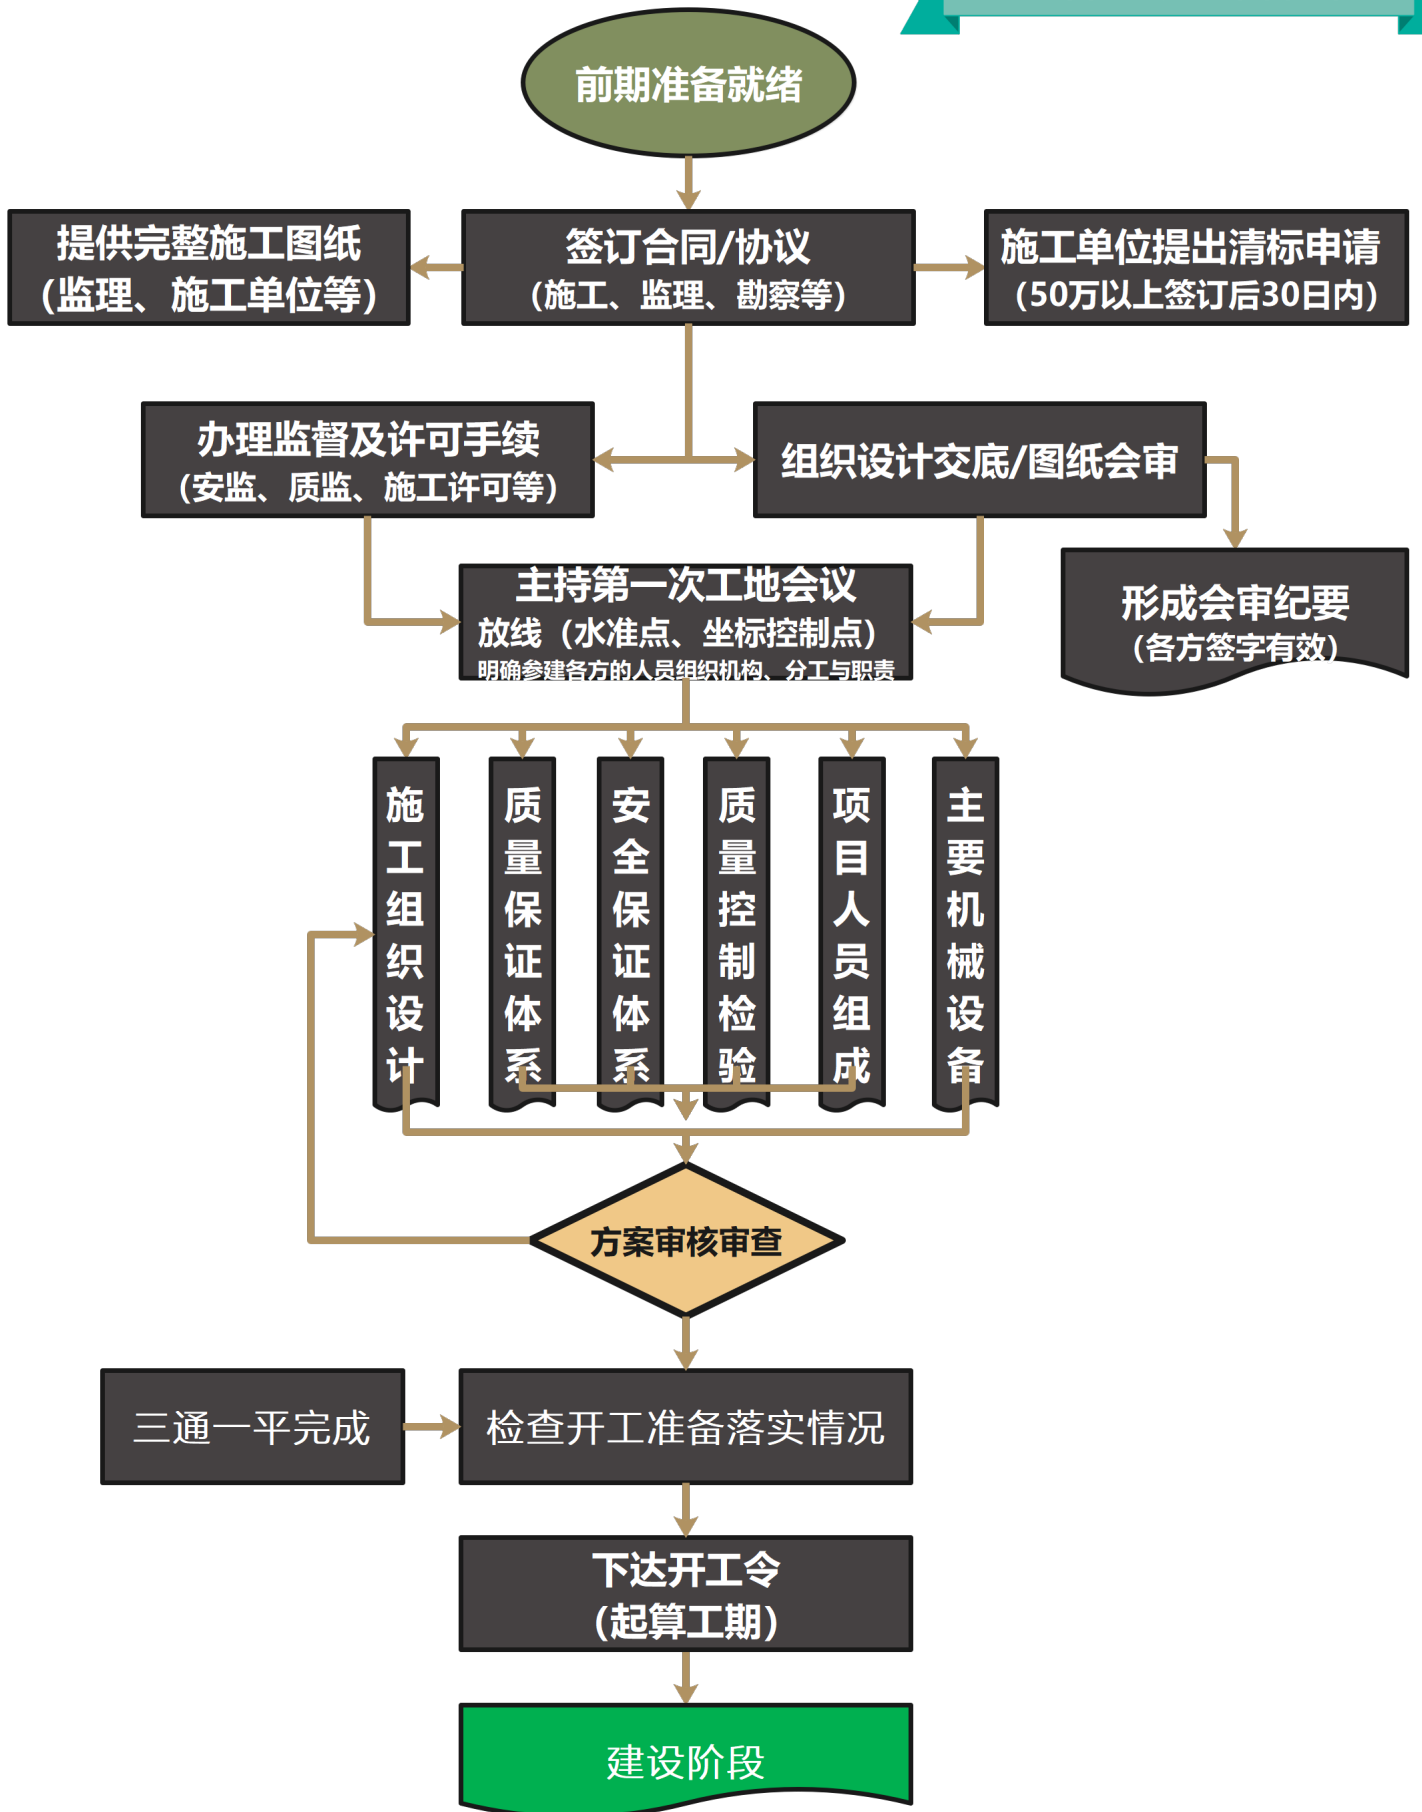 前期准备就绪
提供完整施工图纸
（监理、施工单位等）
签订合同/协议
（施工、监理、勘察等）
施工单位提出清标申请
（50万以上签订后30日内）
办理监督及许可手续
（安监、质监、施工许可等）
组织设计交底/图纸会审
主持第一次工地会议
放线（水准点、坐标控制点）
明确参建各方的人员组织机构、分工与职责
形成会审纪要
（各方签字有效）
施工组织设计
质量保证体系
安全保证体系
质量控制检验
项目人员组成
主要机械设备
方案审核审查
三通一平完成
检查开工准备落实情况
下达开工令
（起算工期）
建设阶段